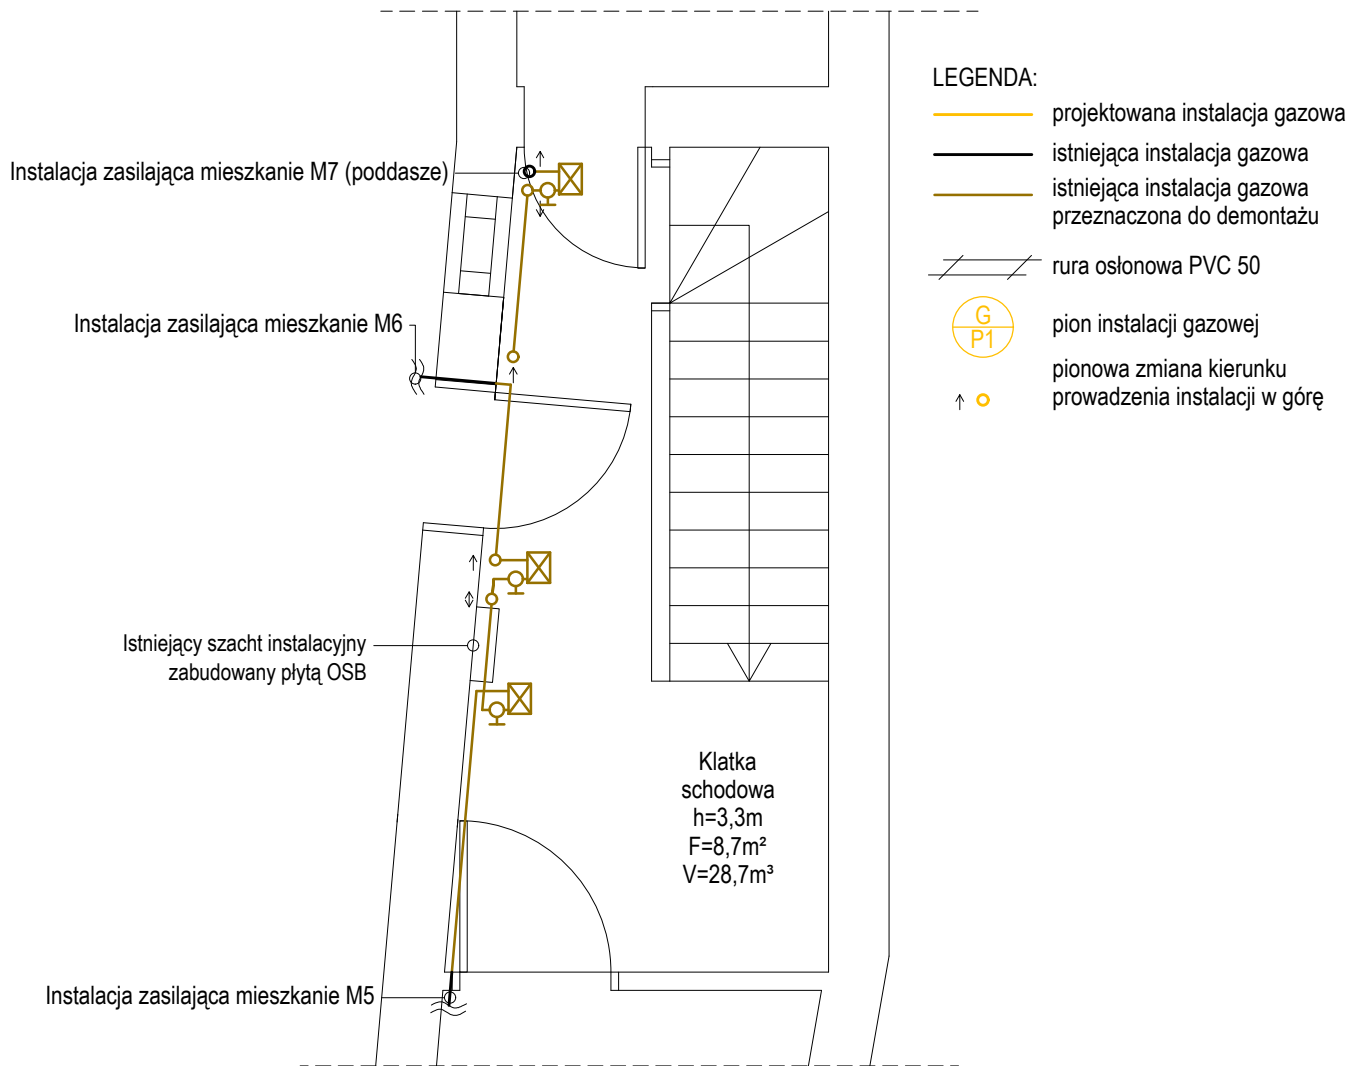 LEGENDA:
projektowana instalacja gazowa
istniejąca instalacja gazowa
istniejąca instalacja gazowa
przeznaczona do demontażu
rura osłonowa PVC 50
G
P1
pion instalacji gazowej
pionowa zmiana kierunku
prowadzenia instalacji w górę
Instalacja zasilająca mieszkanie M7 (poddasze)
Instalacja zasilająca mieszkanie M6
Istniejący szacht instalacyjny
zabudowany płytą OSB
Klatka
schodowa
h=3,3m
F=8,7m²
V=28,7m³
Instalacja zasilająca mieszkanie M5